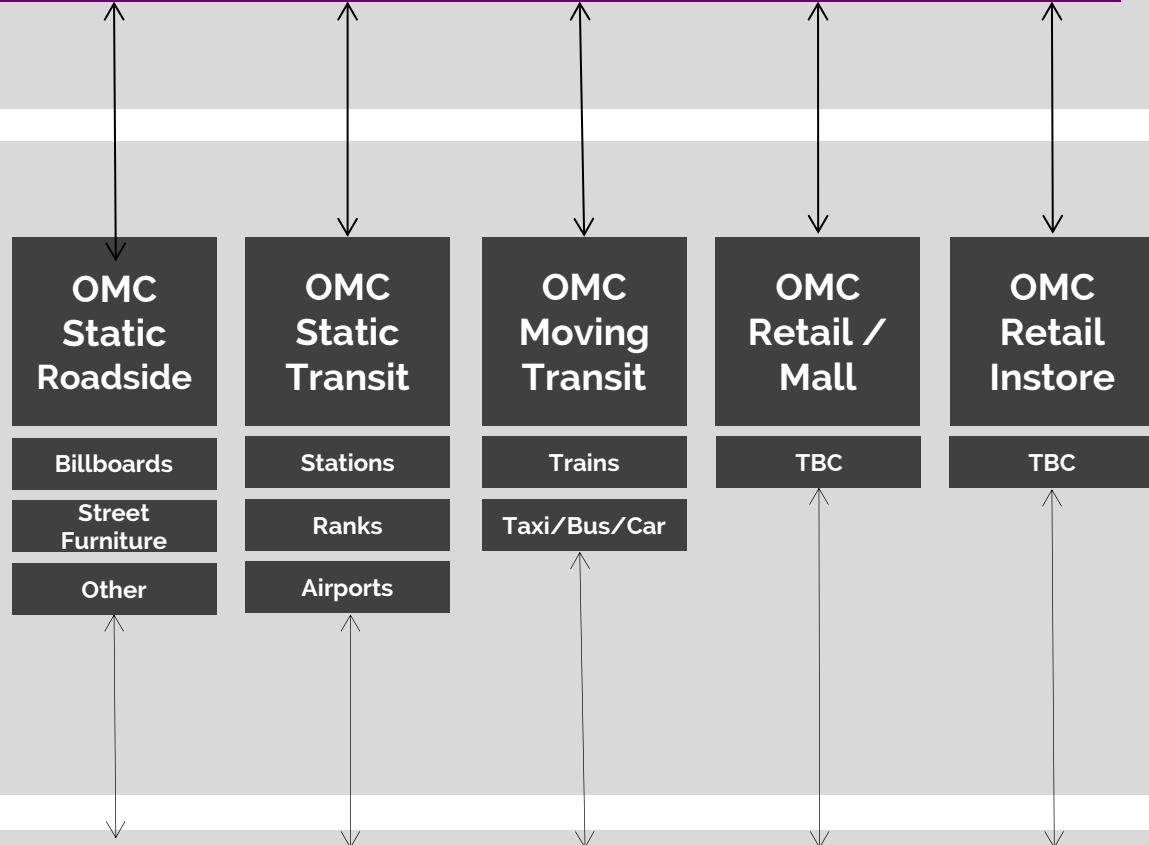 OMC
Static
Roadside
OMC
Static
Transit
OMC
Moving
Transit
OMC
Retail /
Mall
OMC
Retail
Instore
Billboards
Street
Furniture
Other
Stations
Ranks
Airports
Trains
Taxi/Bus/Car
TBC
TBC